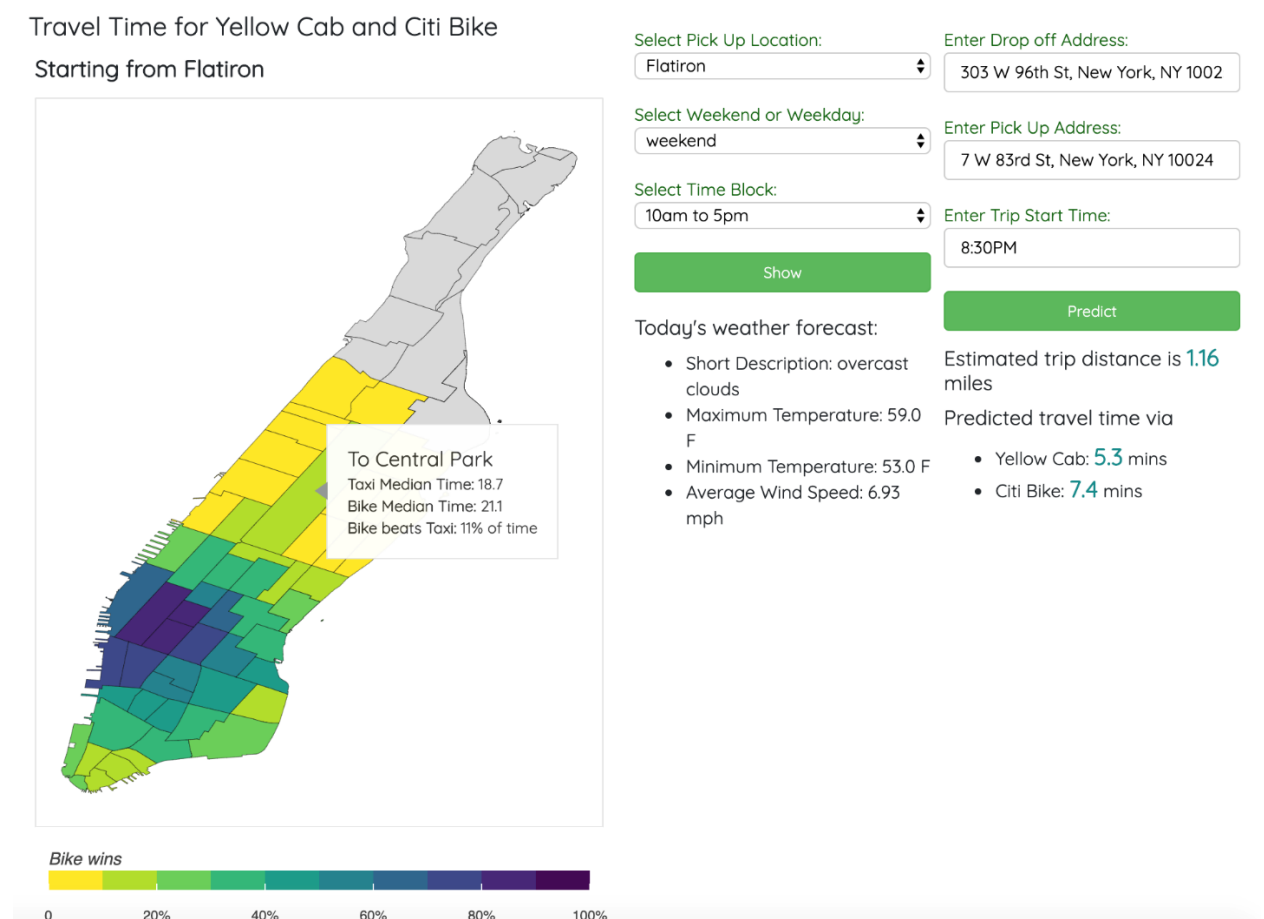 Travel Time for Yellow Cab and Citi Bike
Starting from Flatiron
To Central Park
Taxi Median Time: 18.7
Bike Median Time: 21.1
Bike beats Taxi: 11% of time
Bike wins
0 20% 40% 60% 80% 100%
Select Pick Up Location:
Flatiron
Select Weekend or Weekday:
weekend
Select Time Block:
10am to 5pm
Show
Today's weather forecast:
Short Description: overcast
clouds
Maximum Temperature: 59.0
F
Minimum Temperature: 53.0 F
Average Wind Speed: 6.93
mph
Enter Drop off Address:
303 W 96th St, New York, NY 1002
Enter Pick Up Address:
7 W 83rd St, New York, NY 10024
Enter Trip Start Time:
8:30PM
Predict
Estimated trip distance is 1.16
miles
Predicted travel time via
Yellow Cab: 5.3 mins
Citi Bike: 7.4 mins